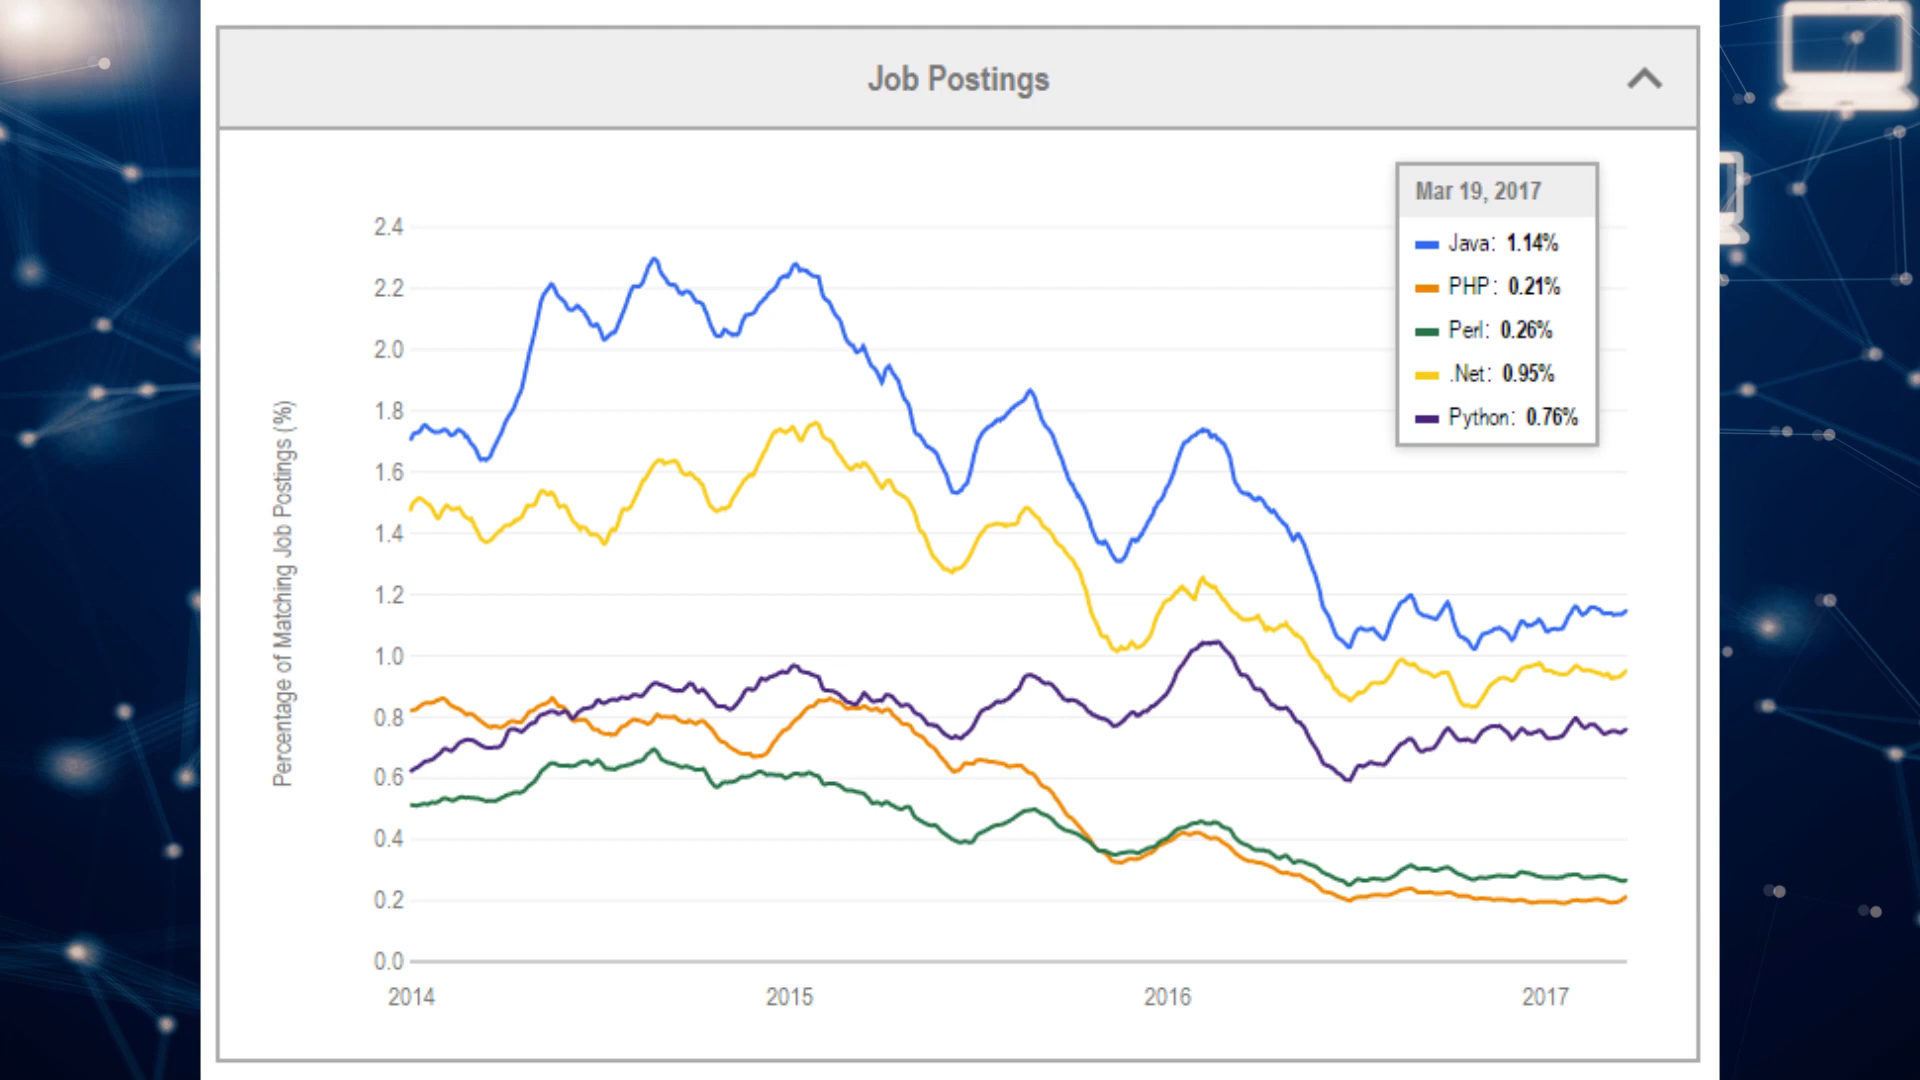 Job Postings
Mar 19, 2017
Java: 1.14%
PHP: 0.21%
Perl: 0.26%
.Net: 0.95%
Python: 0.76%
Percentage of Matching Job Postings (%)
2.4
2.2
2.0
1.8
1.6
1.4
1.2
1.0
0.8
0.6
0.4
0.2
0.0
2014 2015 2016 2017